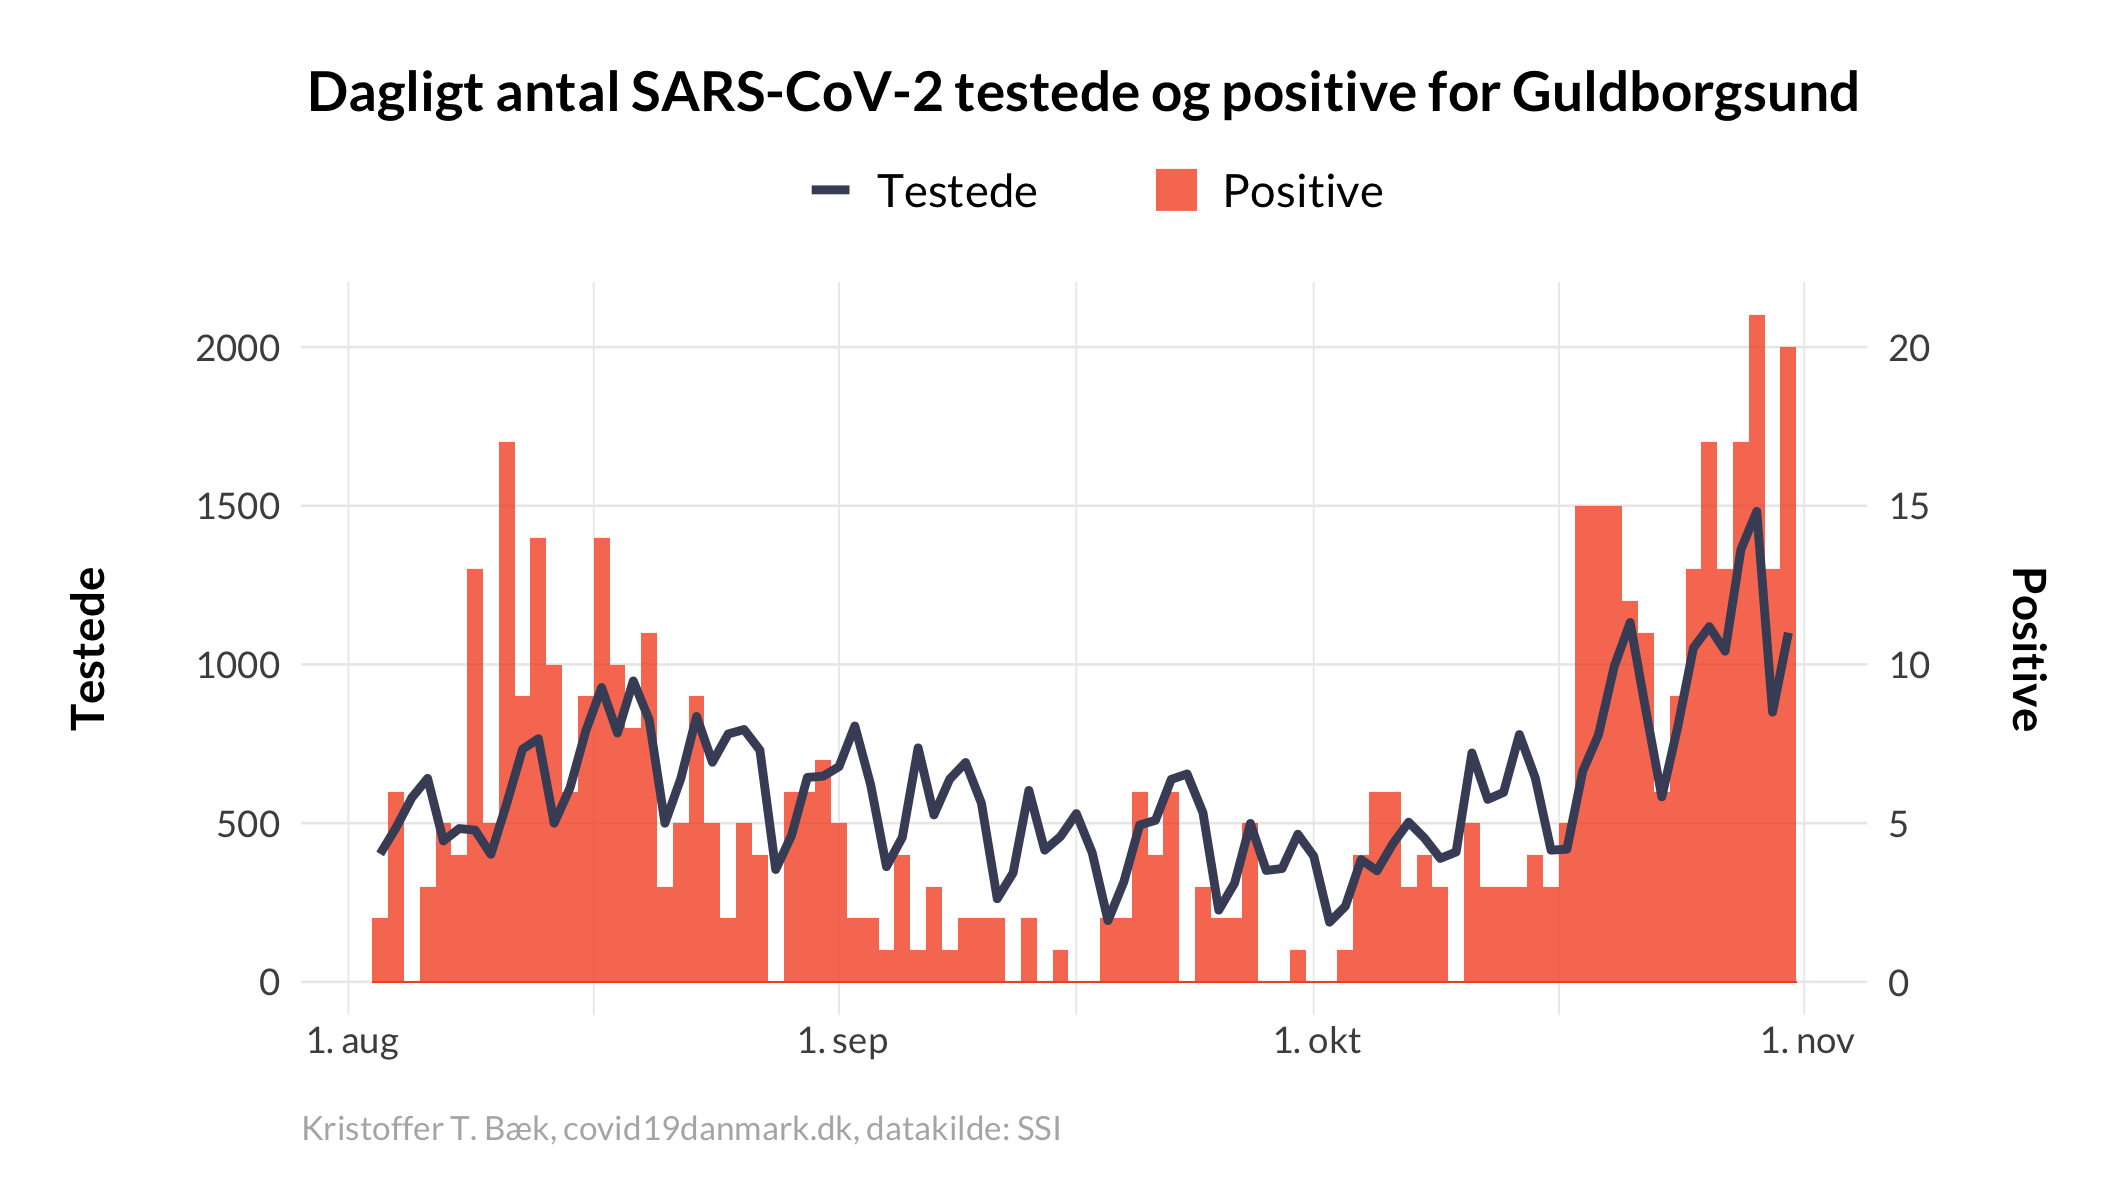 Dagligt antal SARS-CoV-2 testede og positive for Guldborgsund
Testede Positive
Testede
2000
1500
1000
500
0
20
15
10
5
0
Positive
1. aug 1. sep 1. okt 1. nov
Kristoffer T. Bæk, covid19danmark.dk, datakilde: SSI